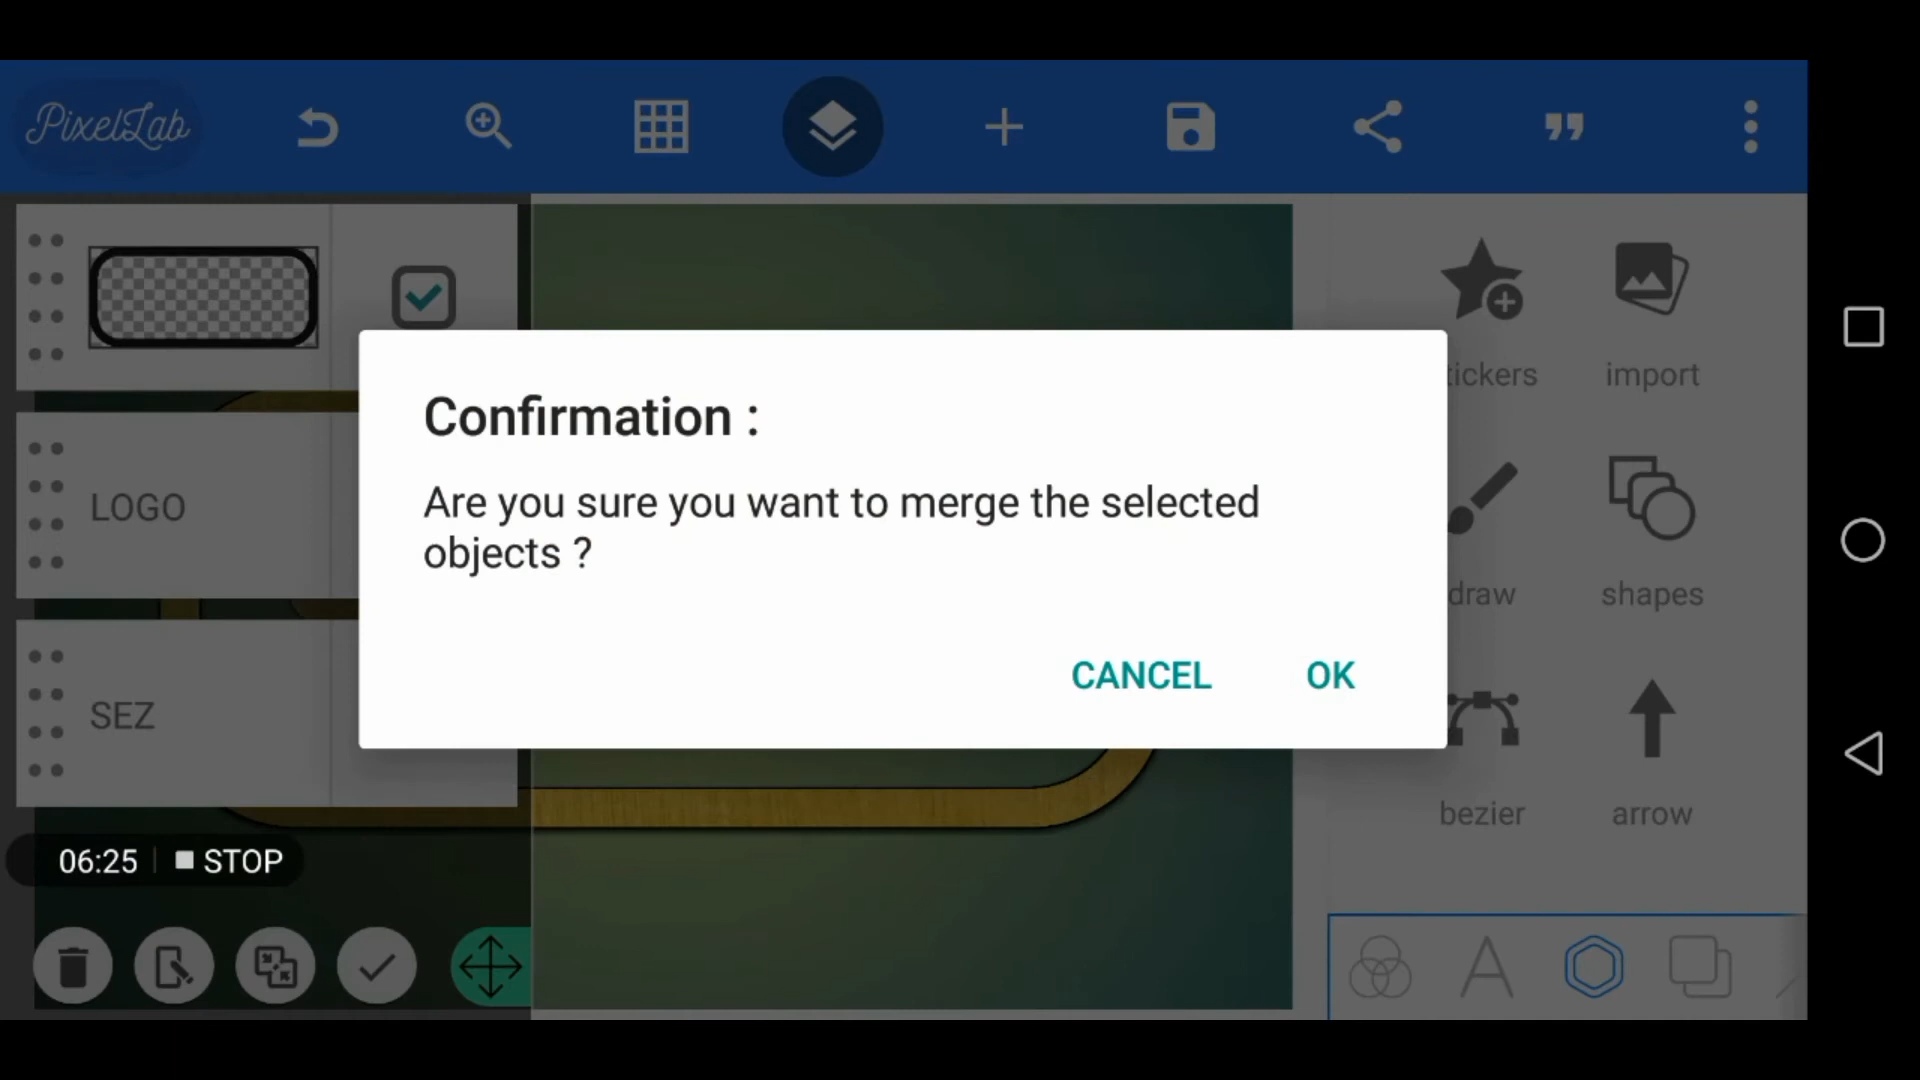 PixelLab
Confirmation :
Are you sure you want to merge the selected
objects ?
CANCEL OK
LOGO
SEZ
tickers import
draw shapes
bezier arrow
06:25 STOP